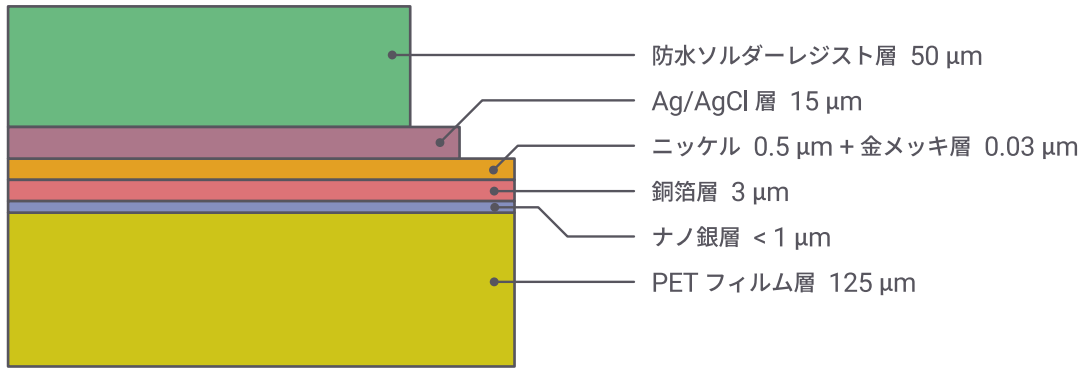 防水ソルダーレジスト層 50 μm
Ag/AgCl 層 15 μm
ニッケル 0.5 μm + 金メッキ層 0.03 μm
銅箔層 3 μm
ナノ銀層 < 1 μm
PET フィルム層 125 μm